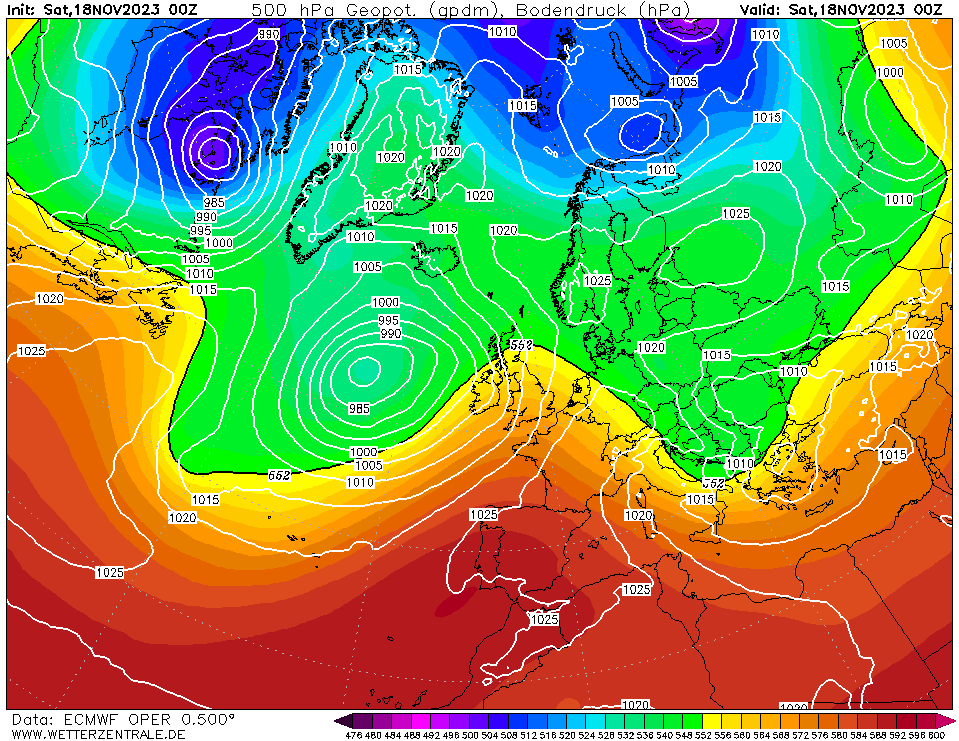 Init: Sat,18NOV2023 00Z 500 hPa Geopot. (gpdm), Bodendruck (hPa) Valid: Sat,18NOV2023 00Z
990 1010 1010
1005
1015 1000
1005
1015 1005
1015
1010 1020 1020
1020 1010
1020
985 1020 1010
990 1025
995 1010 1015 1020
1000
1005 1005
1010 1025
1015 1015
1020 1000
995
990 1020
1025 552 1020 1015
1015
1010
985
1000 1015
1005 1010
552 1010 552
1015 1015
1020 1025 1020
1025
1025
1025
1020 1020
Data: ECMWF OPER 0.500°
WWW.WETTERZENTRALE.DE
476 480 484 488 492 496 500 504 508 512 516 520 524 528 532 536 540 544 548 552 556 560 564 568 572 576 580 584 588 592 596 600